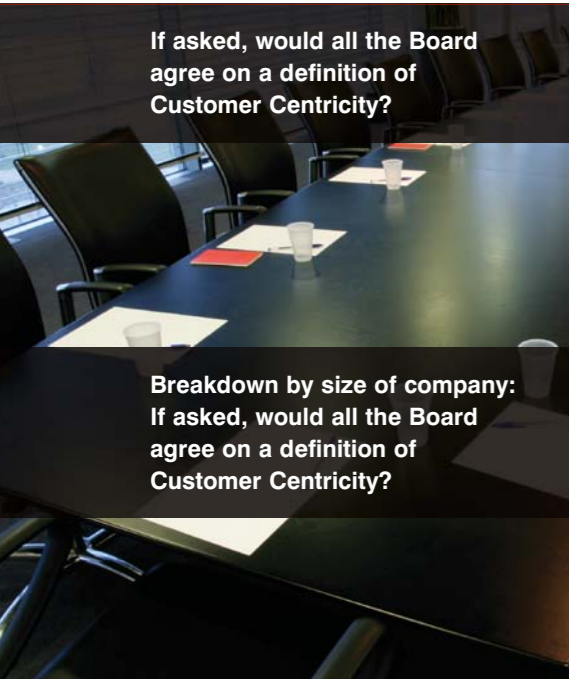 If asked, would all the Board
agree on a definition of
Customer Centricity?
Breakdown by size of company:
If asked, would all the Board
agree on a definition of
Customer Centricity?